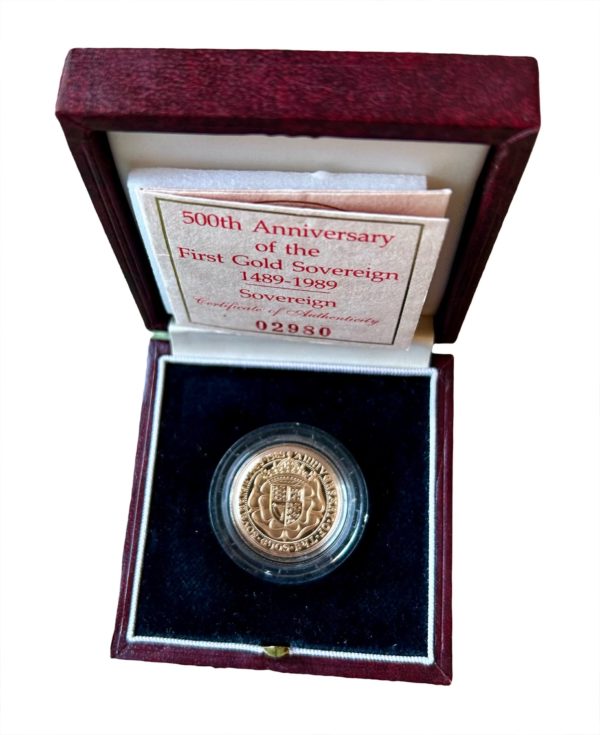 500th Anniversary
of the
First Gold Sovereign
1489-1989
Sovereign
Certificate of Authenticity
02980